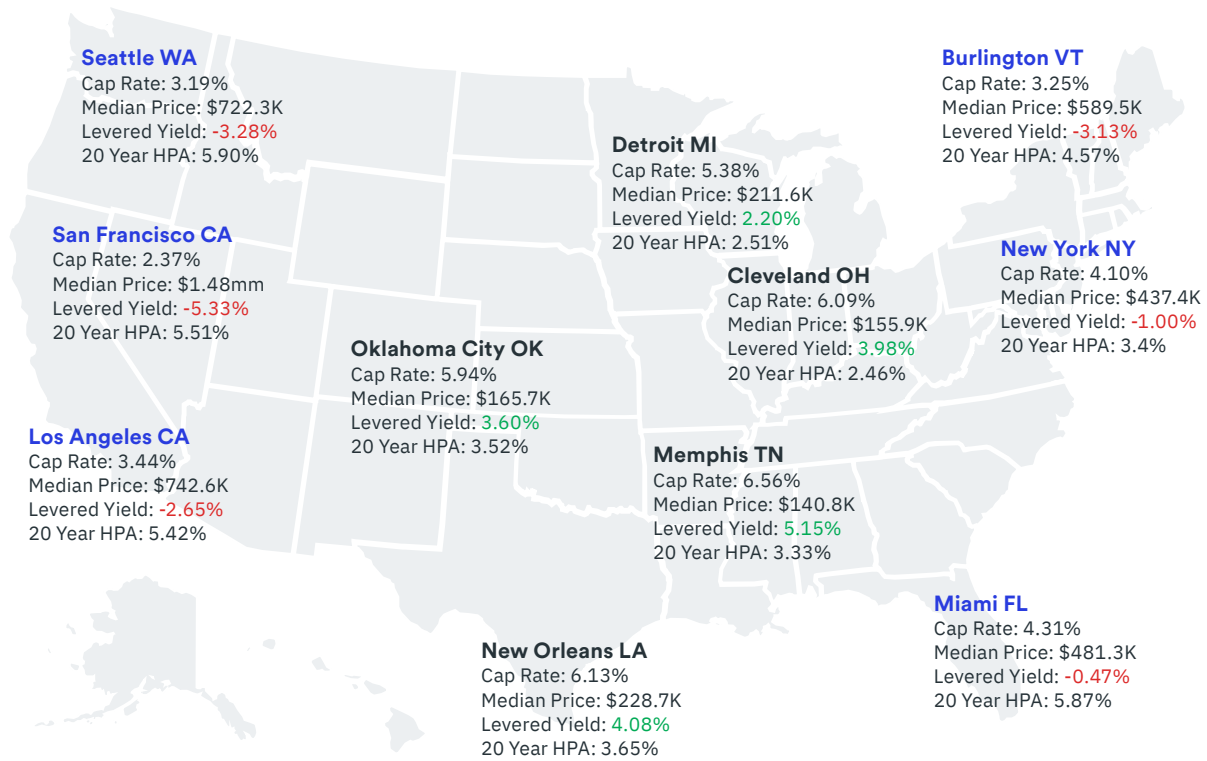 Seattle WA
Cap Rate: 3.19%
Median Price: $722.3K
Levered Yield: -3.28%
20 Year HPA: 5.90%
Burlington VT
Cap Rate: 3.25%
Median Price: $589.5K
Levered Yield: -3.13%
20 Year HPA: 4.57%
Detroit MI
Cap Rate: 5.38%
Median Price: $211.6K
Levered Yield: 2.20%
20 Year HPA: 2.51%
San Francisco CA
Cap Rate: 2.37%
Median Price: $1.48mm
Levered Yield: -5.33%
20 Year HPA: 5.51%
New York NY
Cap Rate: 4.10%
Median Price: $437.4K
Levered Yield: -1.00%
20 Year HPA: 3.4%
Cleveland OH
Cap Rate: 6.09%
Median Price: $155.9K
Levered Yield: 3.98%
20 Year HPA: 2.46%
Oklahoma City OK
Cap Rate: 5.94%
Median Price: $165.7K
Levered Yield: 3.60%
20 Year HPA: 3.52%
Los Angeles CA
Cap Rate: 3.44%
Median Price: $742.6K
Levered Yield: -2.65%
20 Year HPA: 5.42%
Memphis TN
Cap Rate: 6.56%
Median Price: $140.8K
Levered Yield: 5.15%
20 Year HPA: 3.33%
Miami FL
Cap Rate: 4.31%
Median Price: $481.3K
Levered Yield: -0.47%
20 Year HPA: 5.87%
New Orleans LA
Cap Rate: 6.13%
Median Price: $228.7K
Levered Yield: 4.08%
20 Year HPA: 3.65%